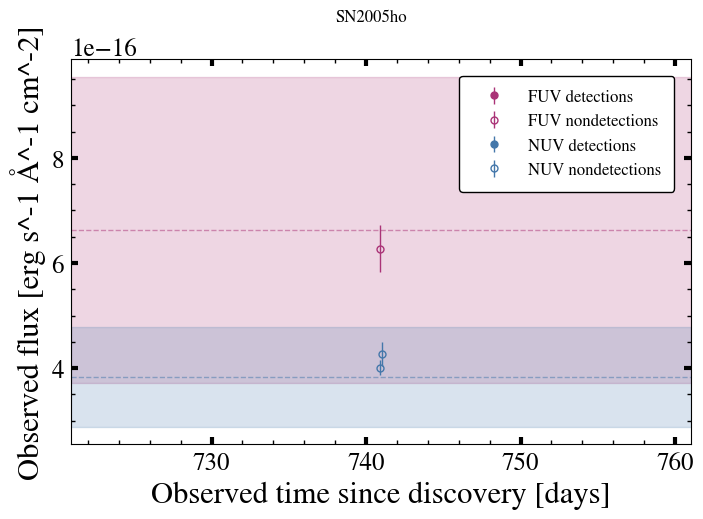 SN2005ho
1e−16
FUV detections
FUV nondetections
NUV detections
NUV nondetections
8
6
4
Observed flux [erg s^-1 Å^-1 cm^-2]
730
740
750
760
Observed time since discovery [days]